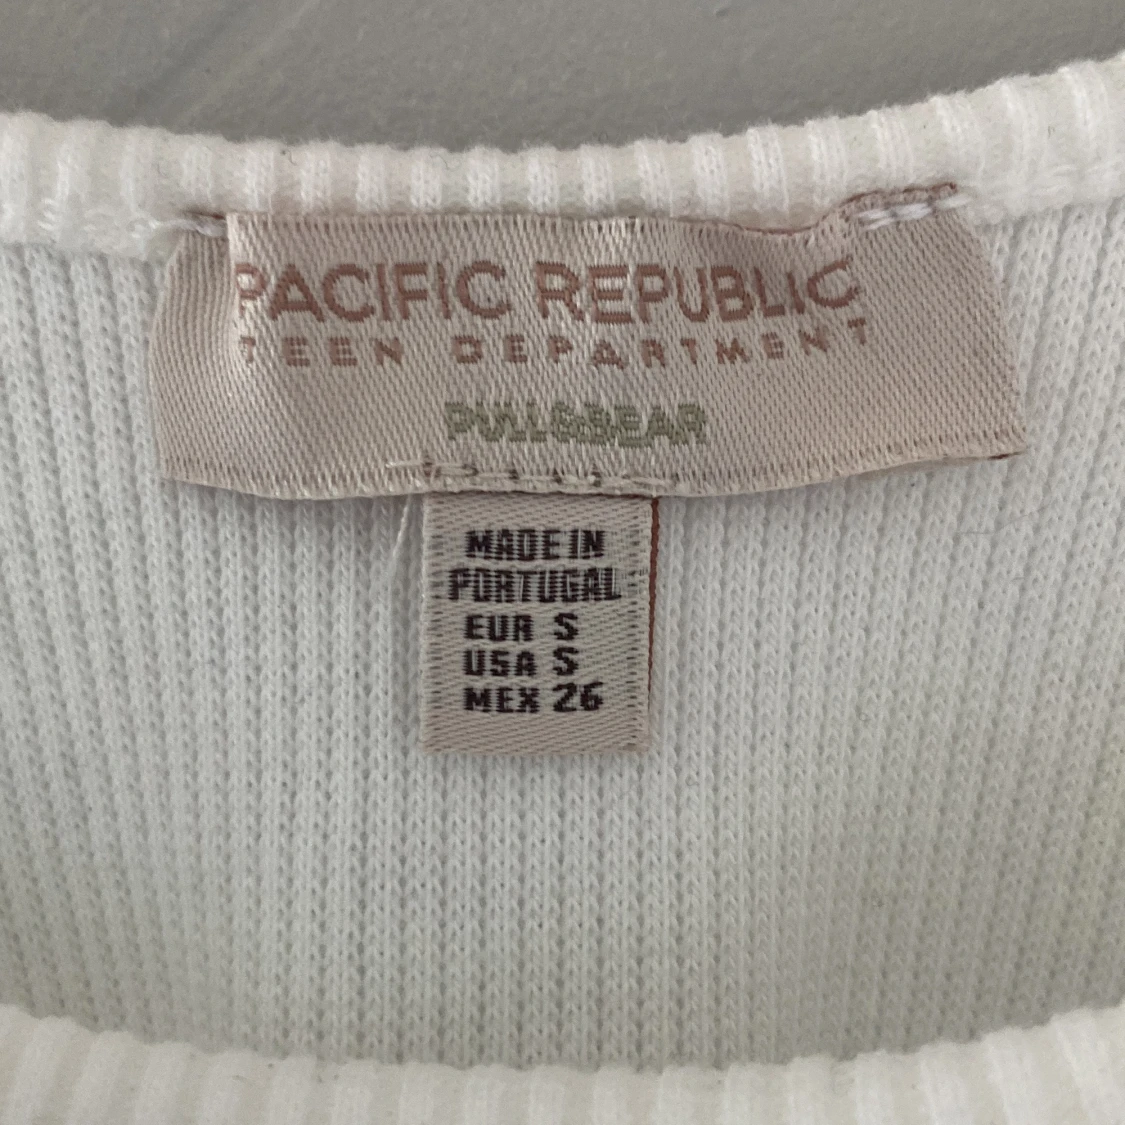 PACIFIC REPUBLIC
TEEN DEPARTMENT
PULL&BEAR
MADE IN
PORTUGAL
EUR S
USA S
MEX 26